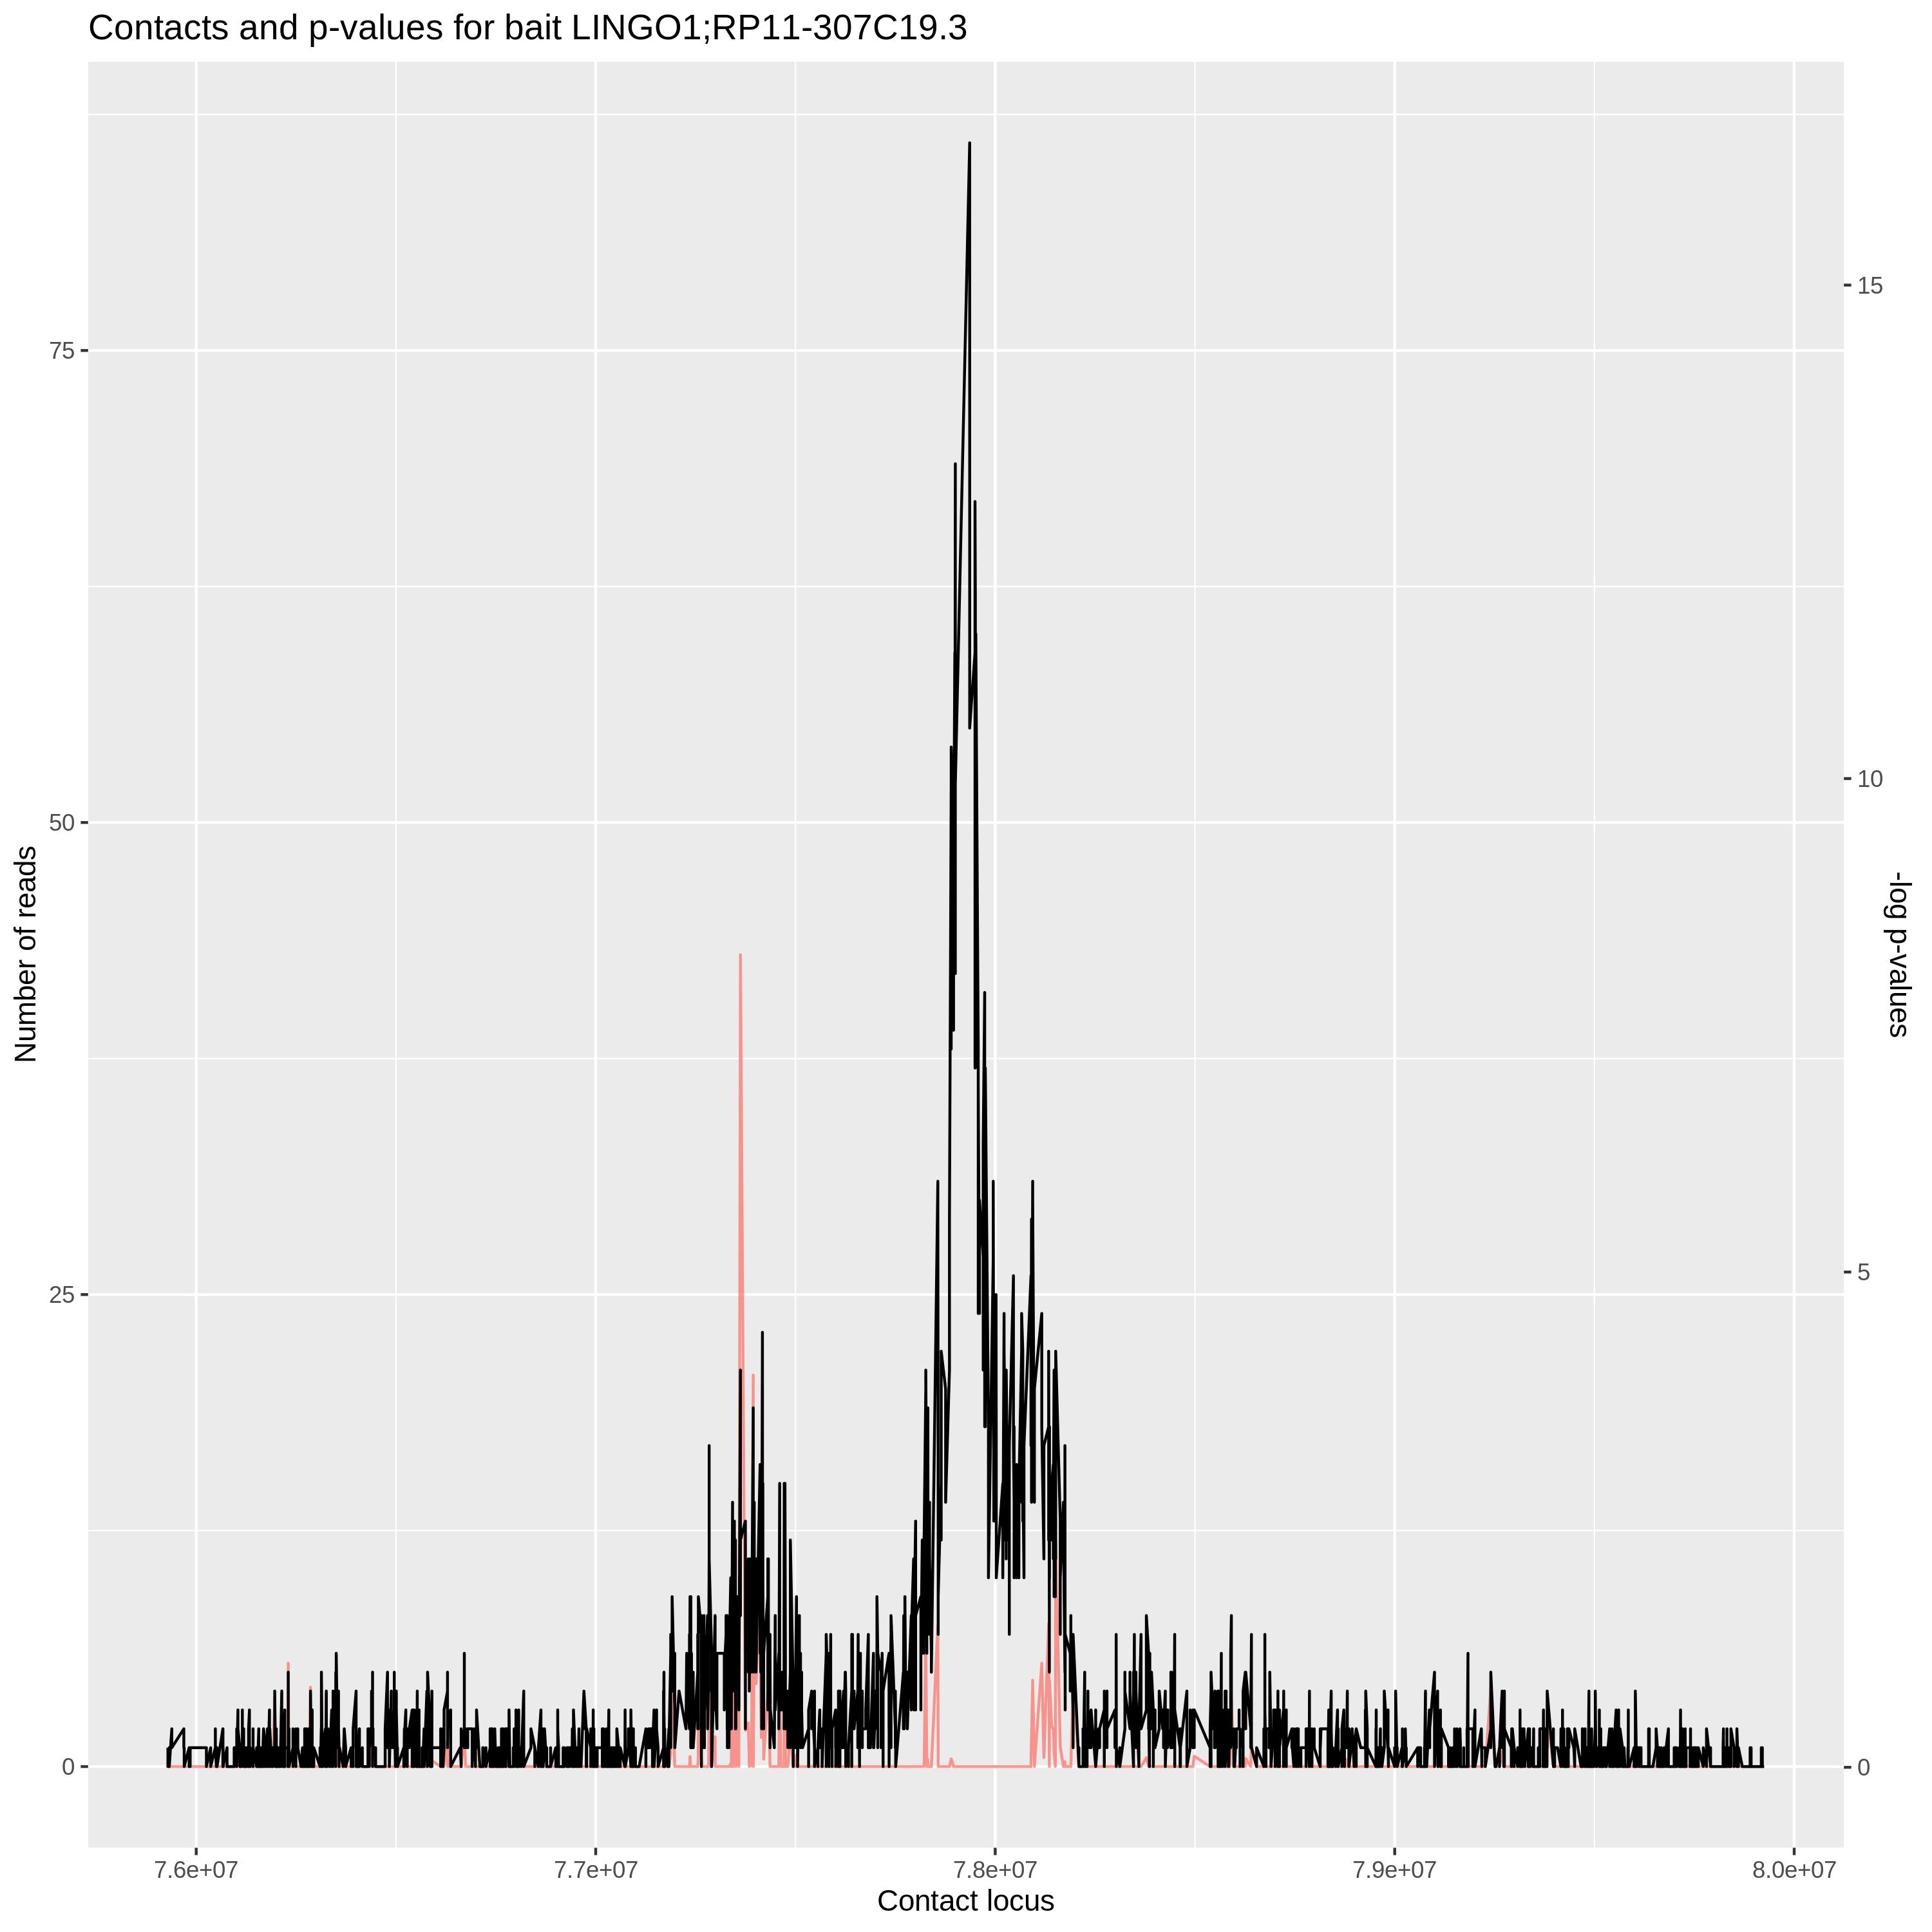 Contacts and p-values for bait LINGO1;RP11-307C19.3
75
50
25
0
Number of reads
15
10
5
0
-log p-values
7.6e+07 7.7e+07 7.8e+07 7.9e+07 8.0e+07
Contact locus